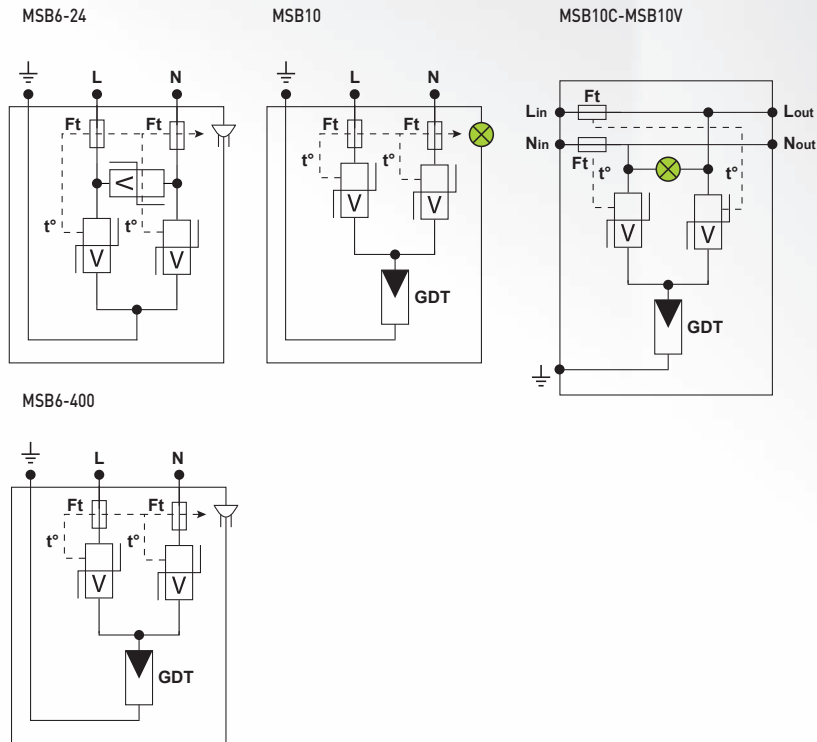 MSB6-24
L N
Ft Ft
V
t° t°
V V
MSB10
L N
Ft Ft
t° t°
V V
GDT
MSB10C-MSB10V
Ft
Lin Lout
Nin Nout
Ft t° t°
V V
GDT
MSB6-400
L N
Ft Ft
t° t°
V V
GDT